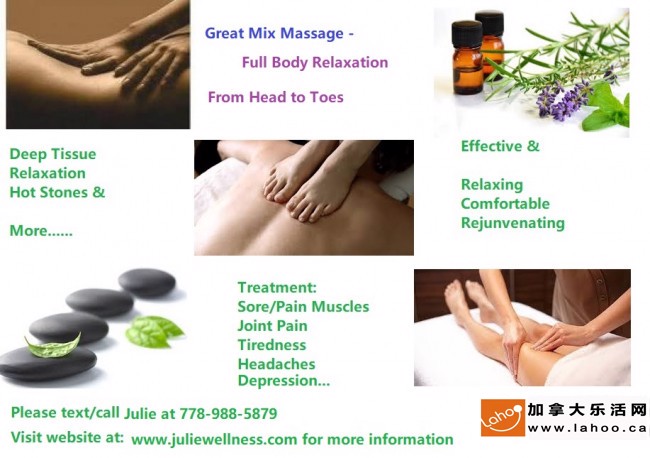 Great Mix Massage -
Full Body Relaxation
From Head to Toes
Deep Tissue
Relaxation
Hot Stones &
More......
Effective &
Relaxing
Comfortable
Rejunvenating
Treatment:
Sore/Pain Muscles
Joint Pain
Tiredness
Headaches
Depression...
Please text/call Julie at 778-988-5879
Visit website at: www.juliewellness.com for more information
Lahoo
加拿大乐活网
www.lahoo.ca